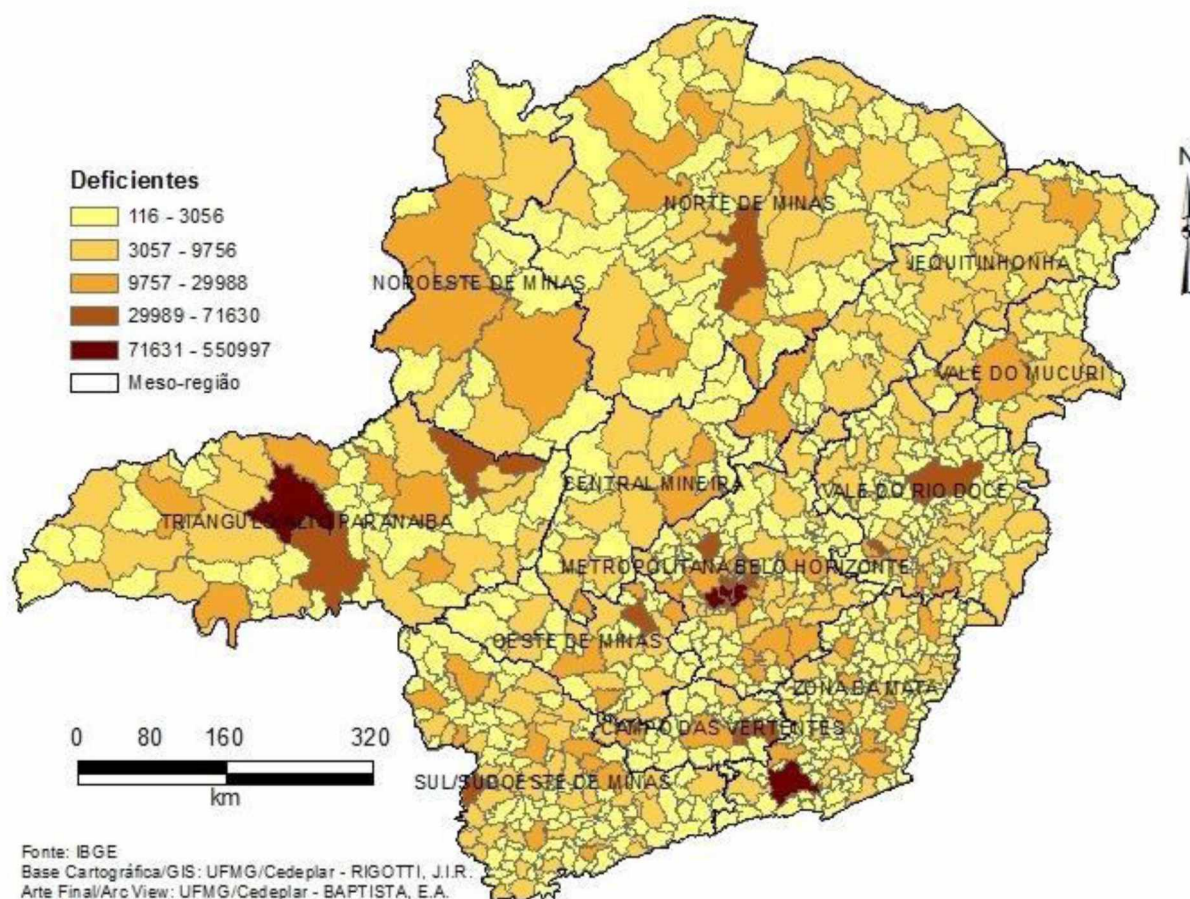 N
Deficientes
116 - 3056
3057 - 9756
9757 - 29988
29989 - 71630
71631 - 550997
Meso-região
NORTE DE MINAS
NOROESTE DE MINAS
JEQUITINHONHA
VALE DO MUCURI
CENTRAL MINEIRA
VALE DO RIO DOCE
TRIANGULO ALTO PARANAIBA
METROPOLITANA BELO HORIZONTE
OESTE DE MINAS
ZONA DA MATA
CAMPO DAS VERTENTES
SUL/SUDOESTE DE MINAS
0 80 160 320
km
Fonte: IBGE
Base Cartográfica/GIS: UFMG/Cedeplar - RIGOTTI, J.I.R.
Arte Final/Arc View: UFMG/Cedeplar - BAPTISTA, E.A.